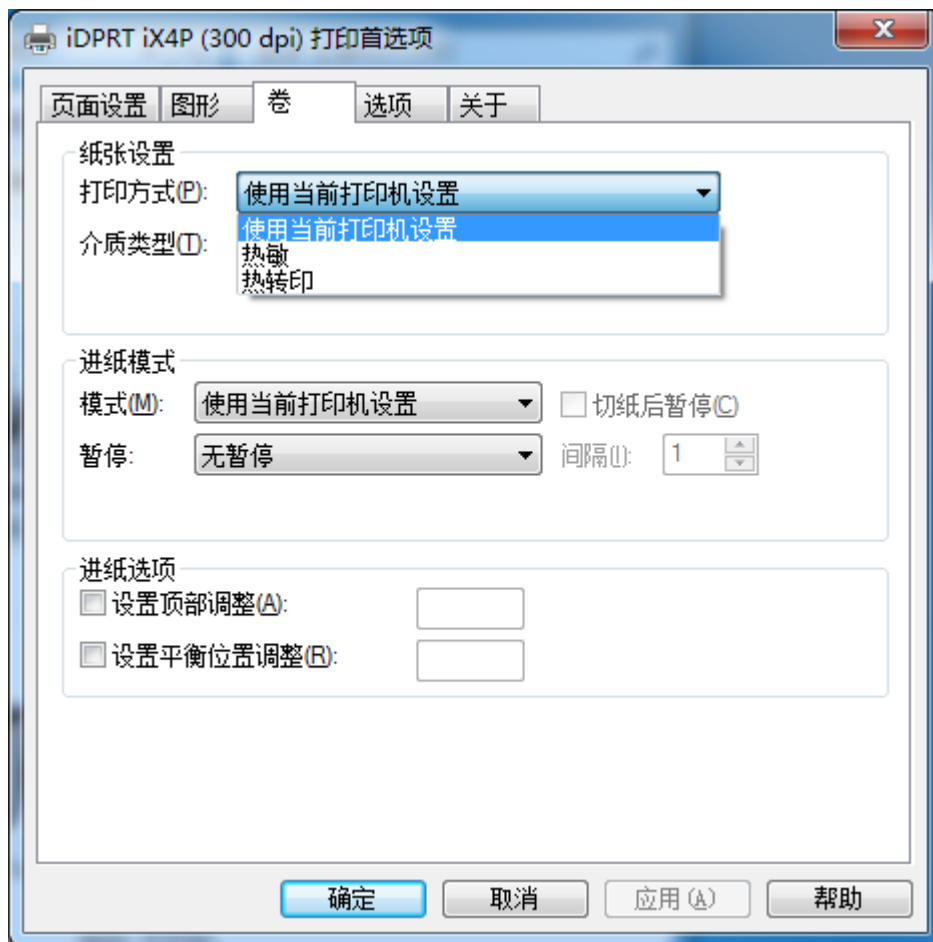 iDPRT iX4P (300 dpi) 打印首选项
页面设置 图形 卷 选项 关于
纸张设置
打印方式(P): 使用当前打印机设置
使用当前打印机设置
介质类型(T):
热敏
热转印
进纸模式
模式(M): 使用当前打印机设置 切纸后暂停(C)
暂停: 无暂停 间隔(I): 1
进纸选项
设置顶部调整(A):
设置平衡位置调整(R):
确定 取消 应用(A) 帮助